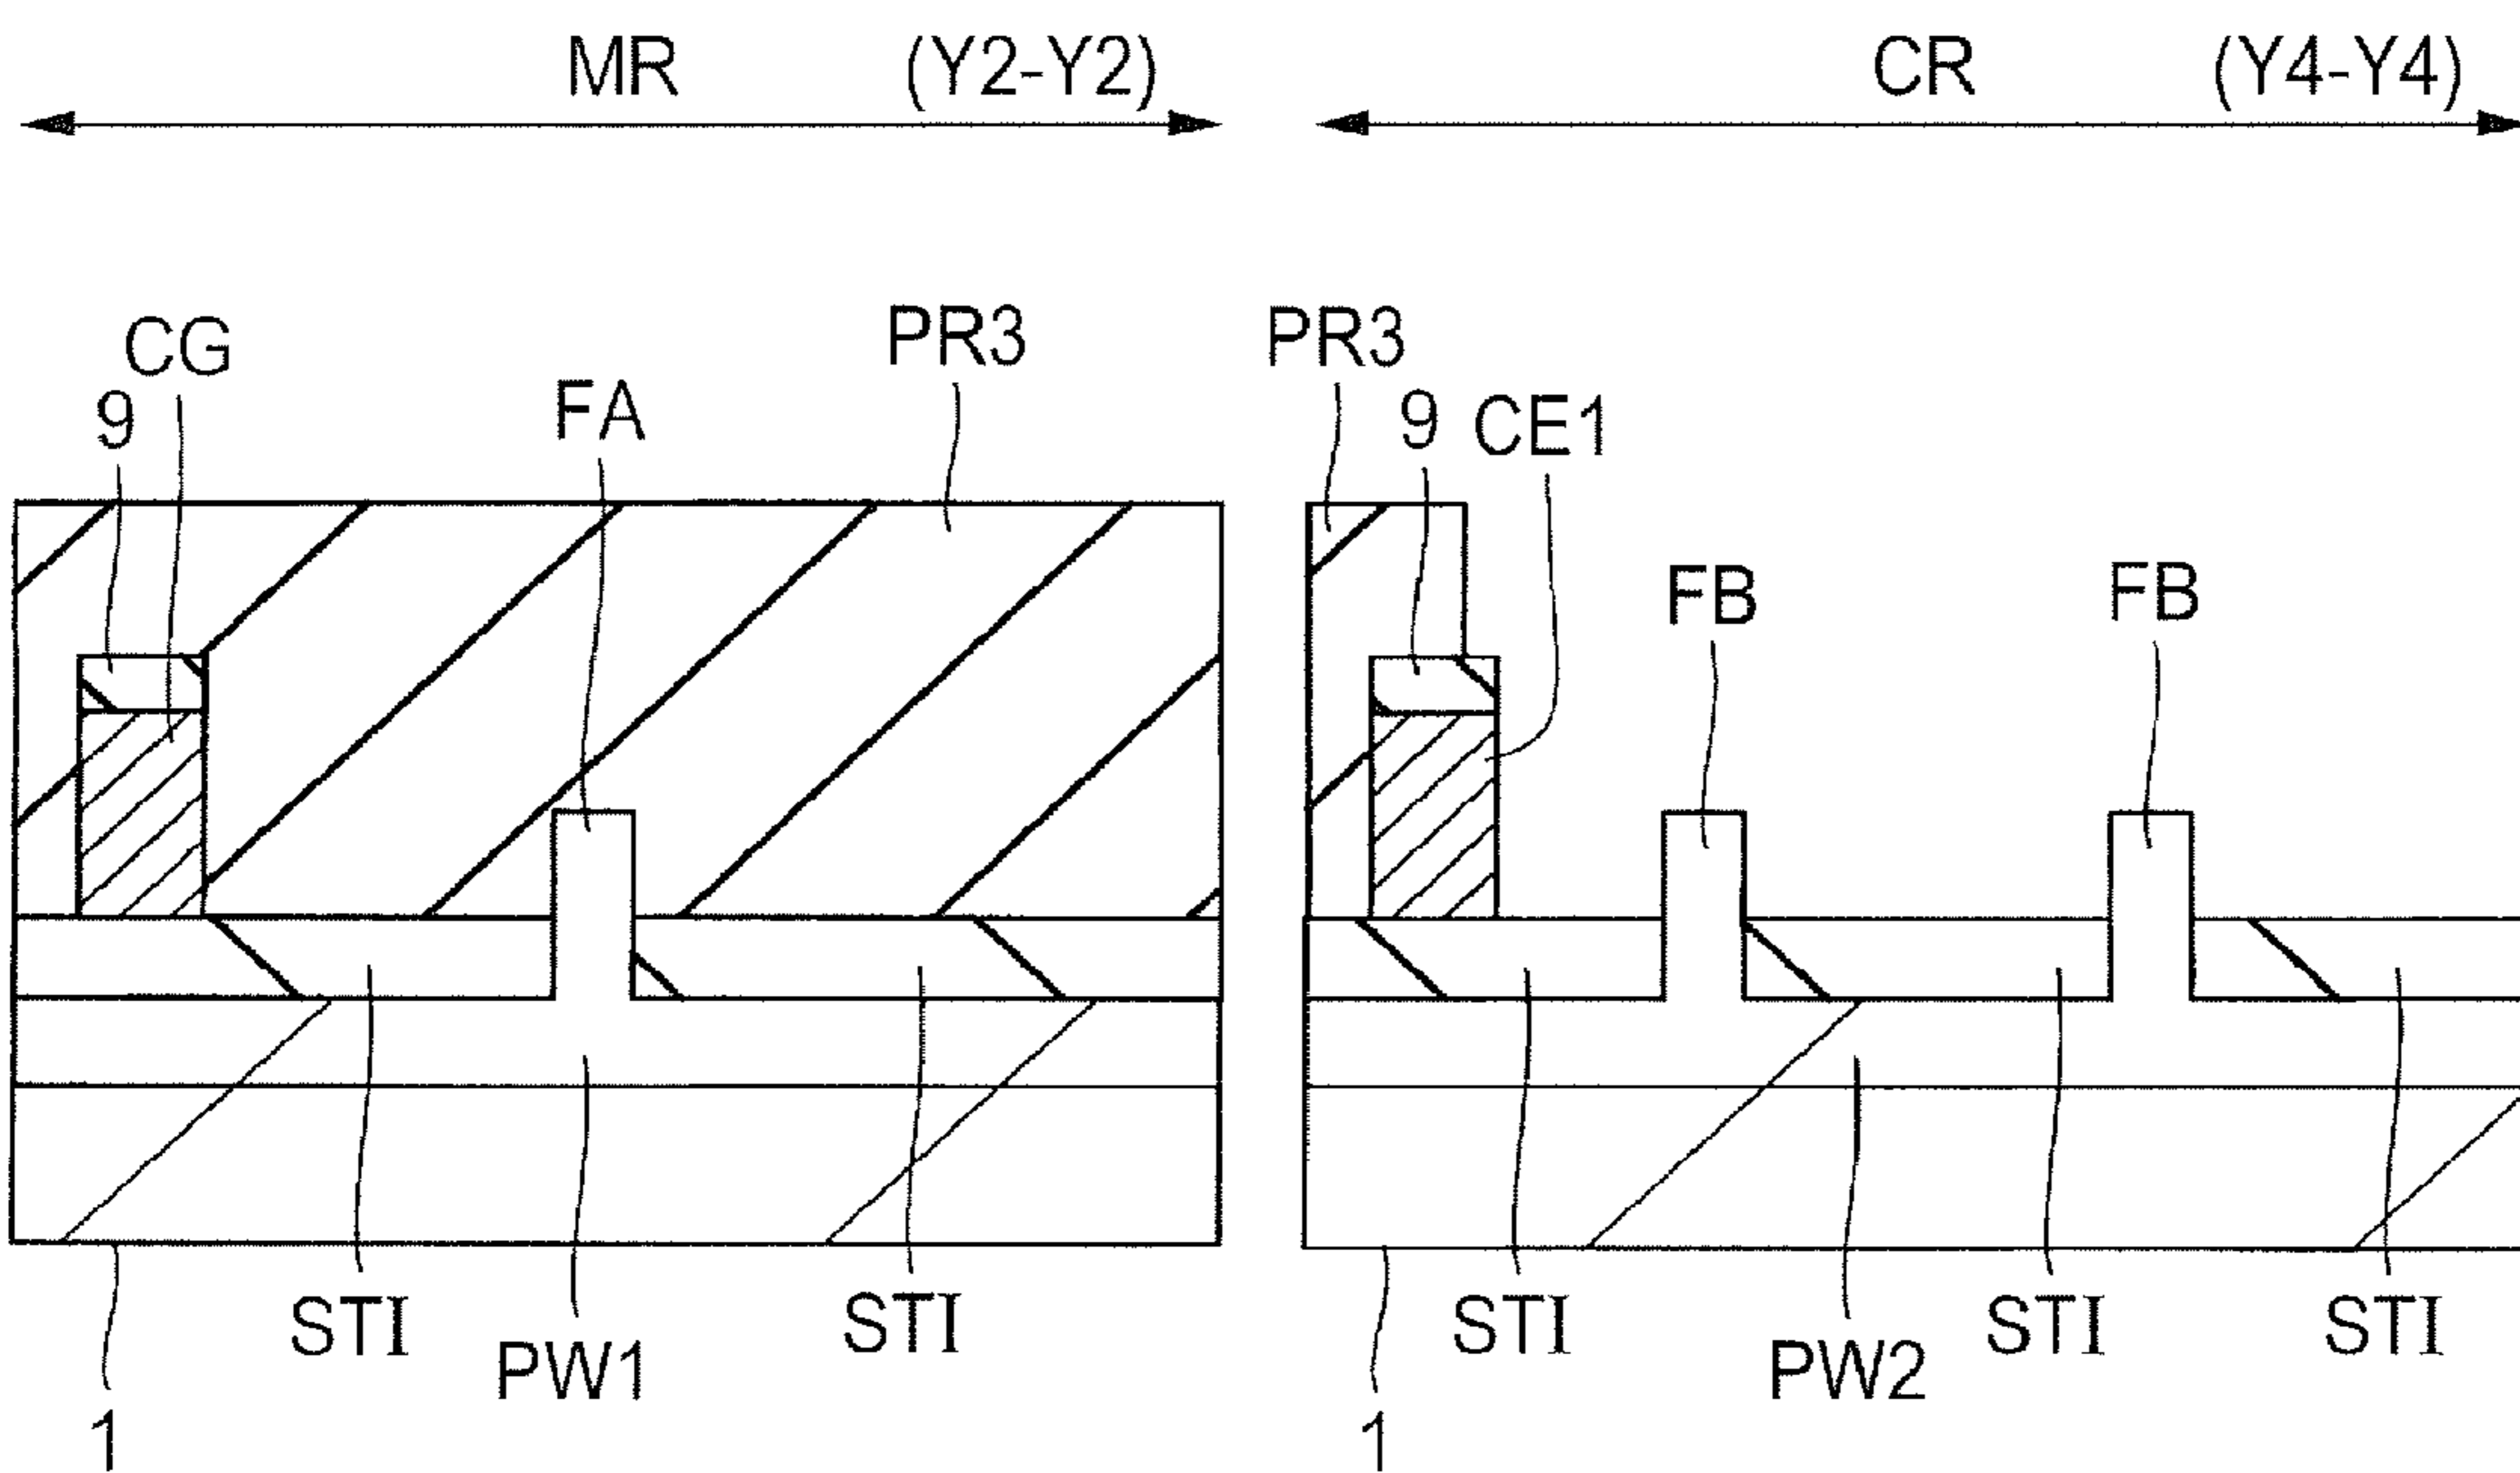 MR (Y2-Y2) CR (Y4-Y4)
CG PR3 PR3
9 FA 9 CE1
FB FB
STI STI STI STI STI
PW1 PW2
1 1